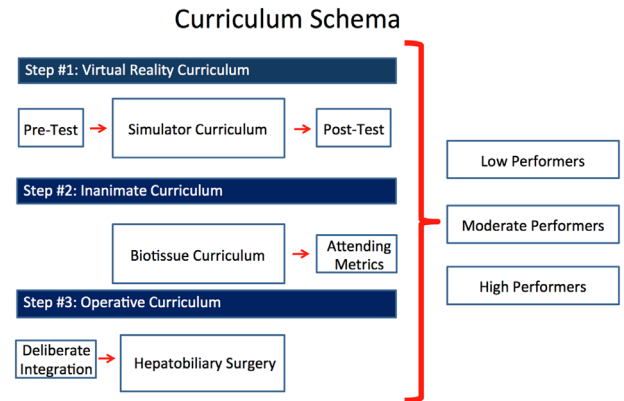 Curriculum Schema
Step #1: Virtual Reality Curriculum
Pre-Test
Simulator Curriculum
Post-Test
Step #2: Inanimate Curriculum
Biotissue Curriculum
Attending
Metrics
Step #3: Operative Curriculum
Deliberate
Integration
Hepatobiliary Surgery
Low Performers
Moderate Performers
High Performers